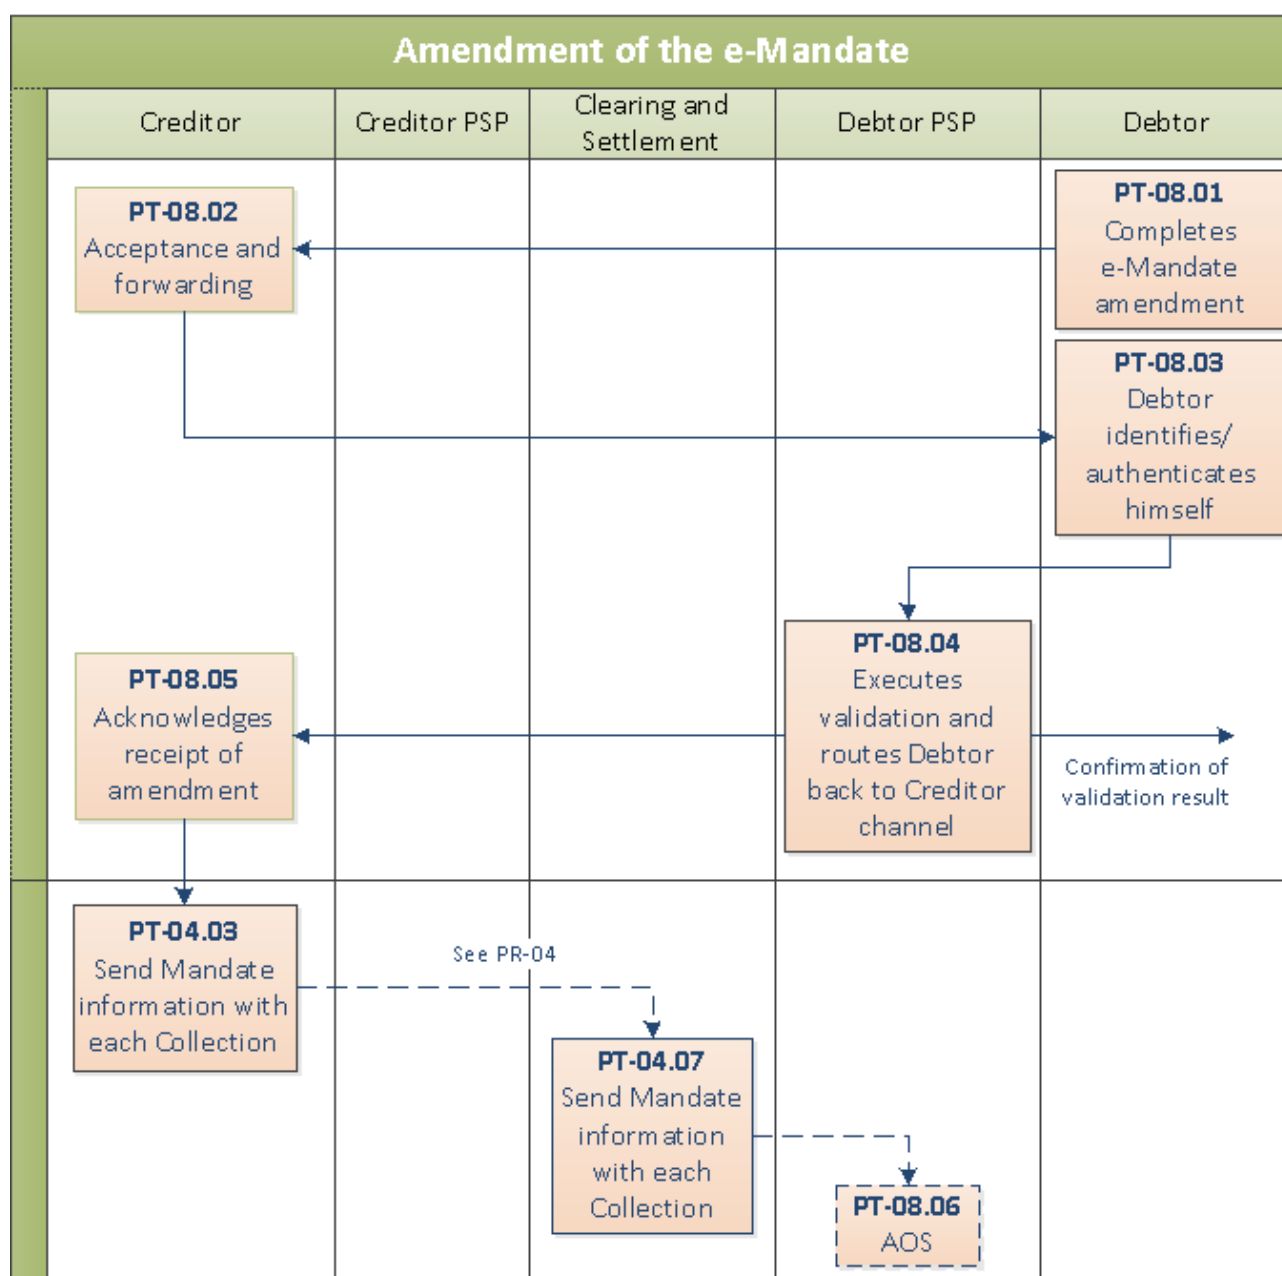 Amendment of the e-Mandate
Creditor
Creditor PSP
Clearing and
Settlement
Debtor PSP
Debtor
PT-08.01
Completes
e-Mandate
amendment
PT-08.02
Acceptance and
forwarding
PT-08.03
Debtor
identifies/
authenticates
himself
PT-08.04
Executes
validation and
routes Debtor
back to Creditor
channel
Confirmation of
validation result
PT-08.05
Acknowledges
receipt of
amendment
PT-04.03
Send Mandate
information with
each Collection
See PR-04
PT-04.07
Send Mandate
information
with each
Collection
PT-08.06
AOS